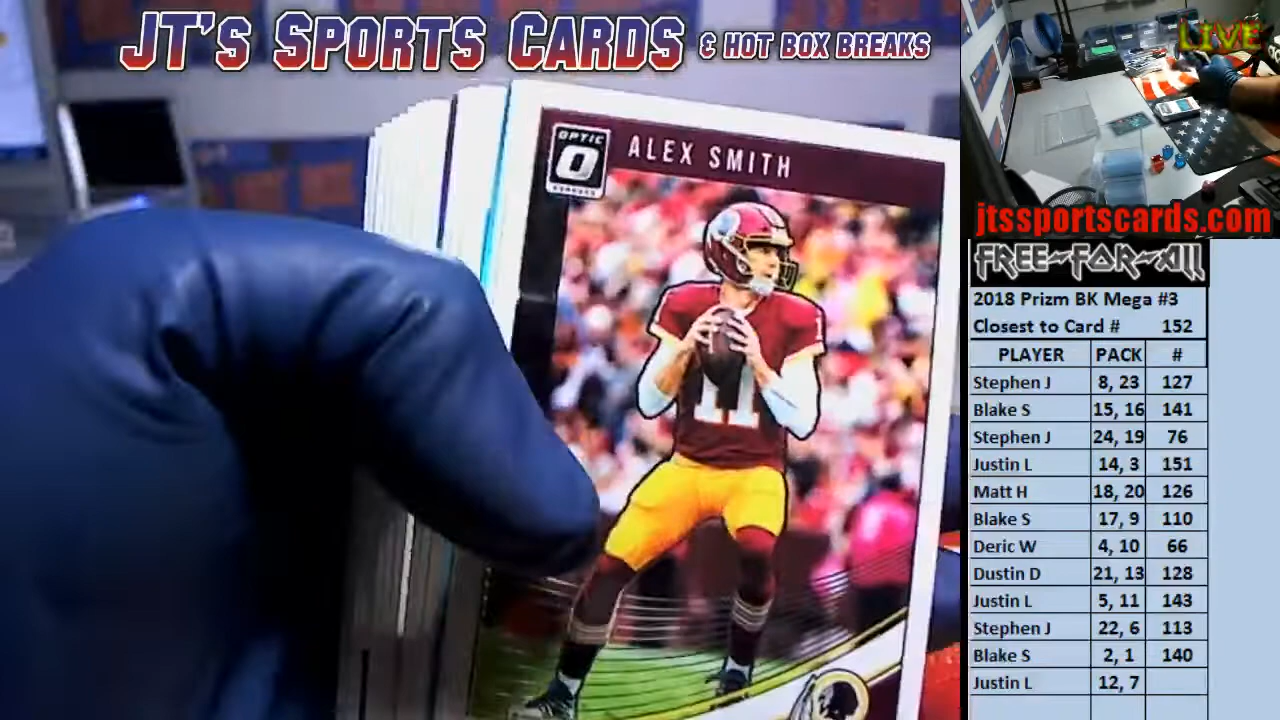 JT's Sports Cards & Hot Box Breaks
LIVE
jtssportscards.com
FREE-FOR-ALL
2018 Prizm BK Mega #3
Closest to Card # 152
PLAYER PACK #
Stephen J 8, 23 127
Blake S 15, 16 141
Stephen J 24, 19 76
Justin L 14, 3 151
Matt H 18, 20 126
Blake S 17, 9 110
Deric W 4, 10 66
Dustin D 21, 13 128
Justin L 5, 11 143
Stephen J 22, 6 113
Blake S 2, 1 140
Justin L 12, 7
OPTIC
ALEX SMITH
11